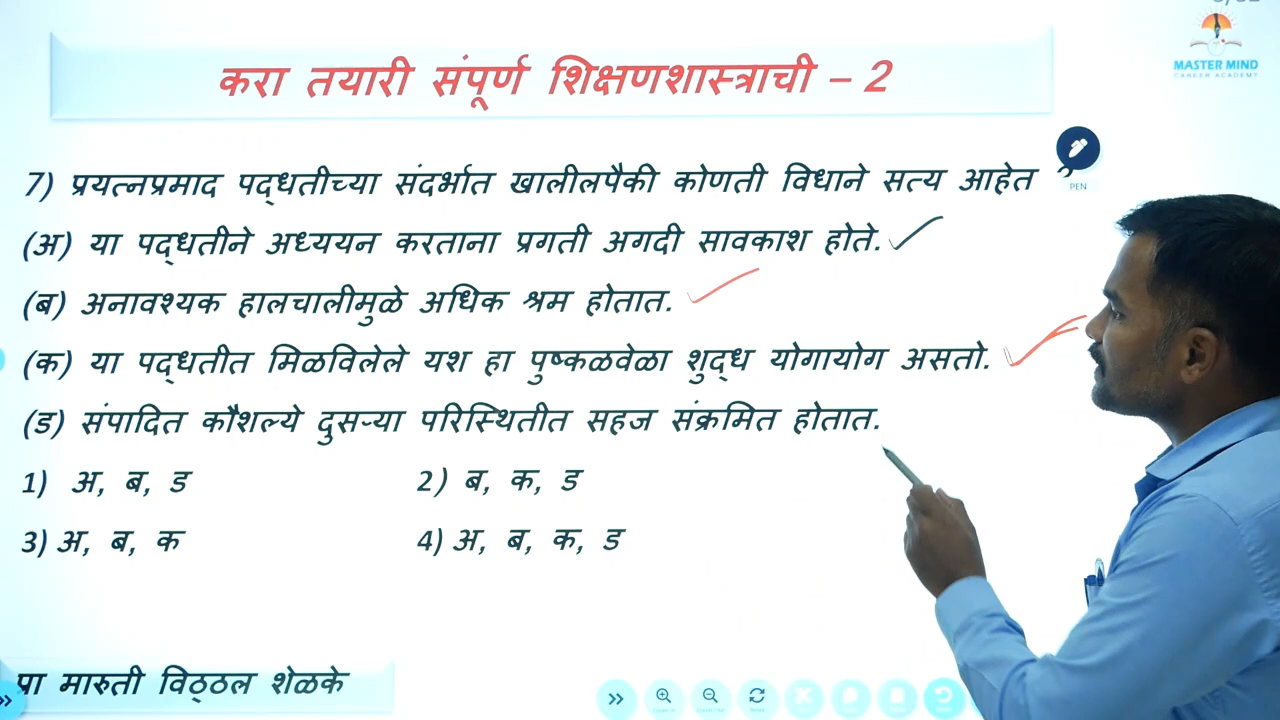 MASTER MIND
CAREER ACADEMY
करा तयारी संपूर्ण शिक्षणशास्त्राची – 2
PEN
7) प्रयत्नप्रमाद पद्धतीच्या संदर्भात खालीलपैकी कोणती विधाने सत्य आहेत
(अ) या पद्धतीने अध्ययन करताना प्रगती अगदी सावकाश होते.
(ब) अनावश्यक हालचालीमुळे अधिक श्रम होतात.
(क) या पद्धतीत मिळविलेले यश हा पुष्कळवेळा शुद्ध योगायोग असतो.
(ड) संपादित कौशल्ये दुसऱ्या परिस्थितीत सहज संक्रमित होतात.
1) अ, ब, ड 2) ब, क, ड
3) अ, ब, क 4) अ, ब, क, ड
प्रा मारुती विठ्ठल शेळके